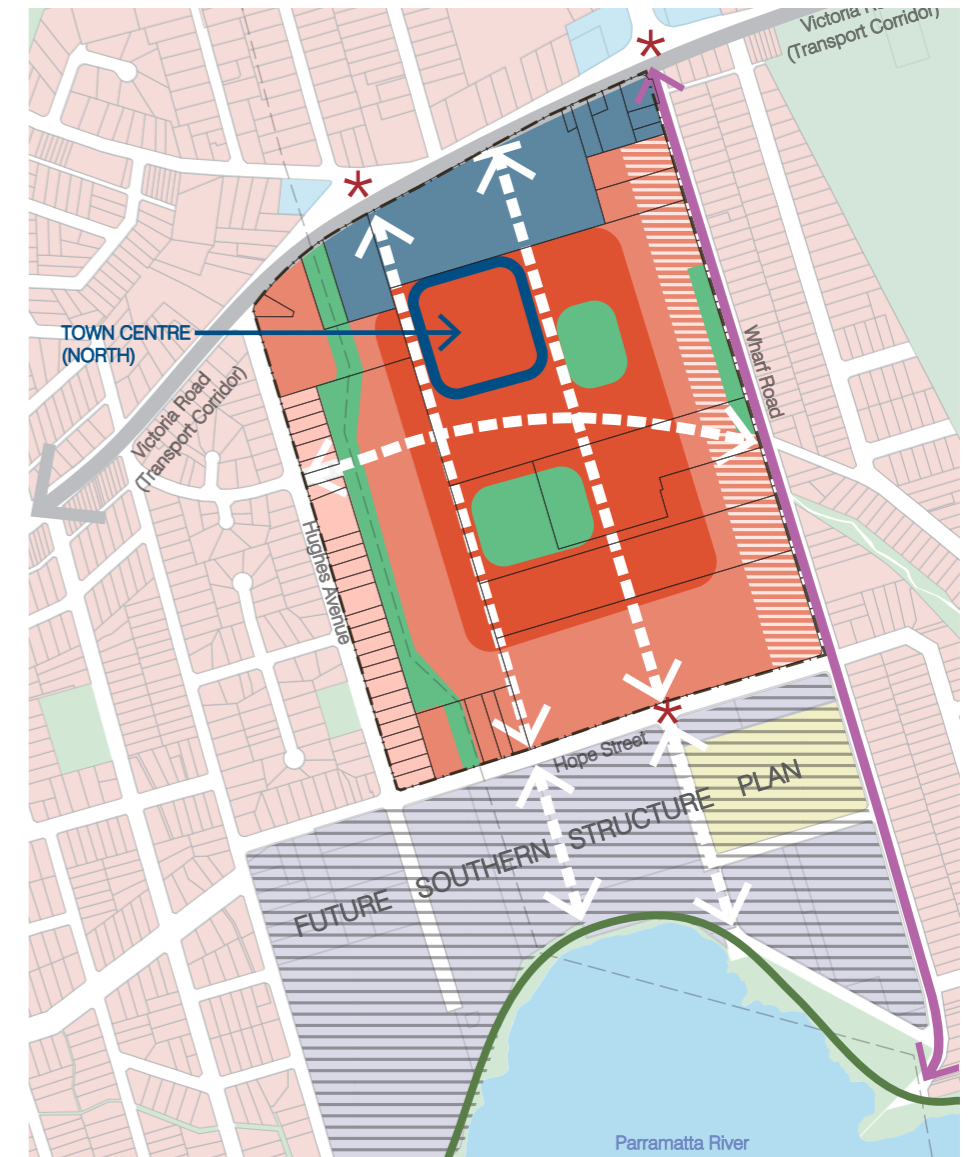 Victoria
(Transport Corridor)
TOWN CENTRE
(NORTH)
Wharf Road
Victoria Road
(Transport Corridor)
Hughes Avenue
Hope Street
FUTURE SOUTHERN STRUCTURE PLAN
Parramatta River